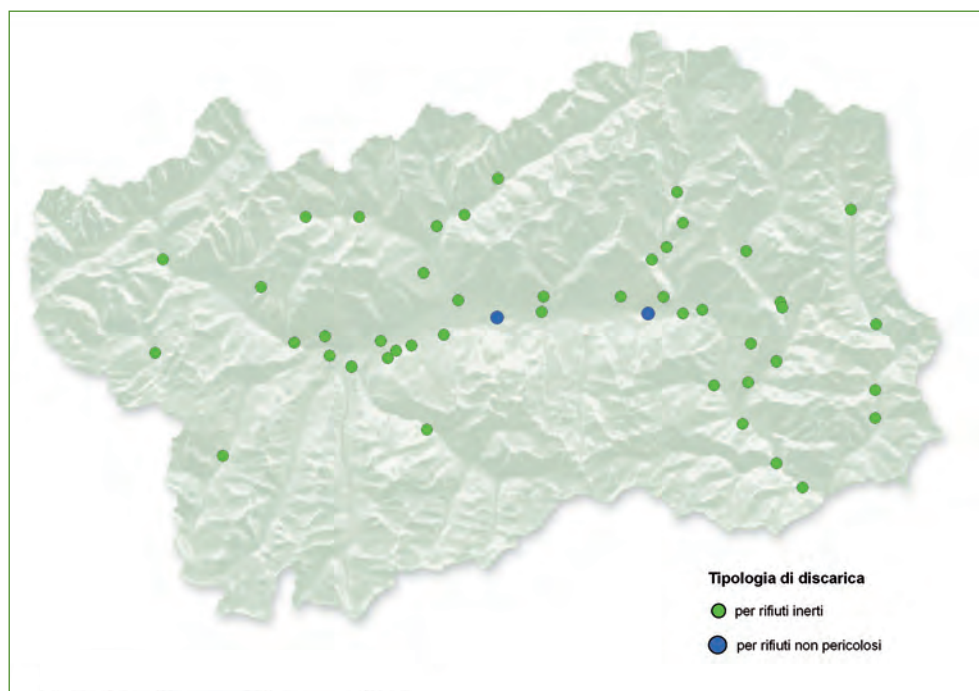 Tipologia di discarica
per rifiuti inerti
per rifiuti non pericolosi